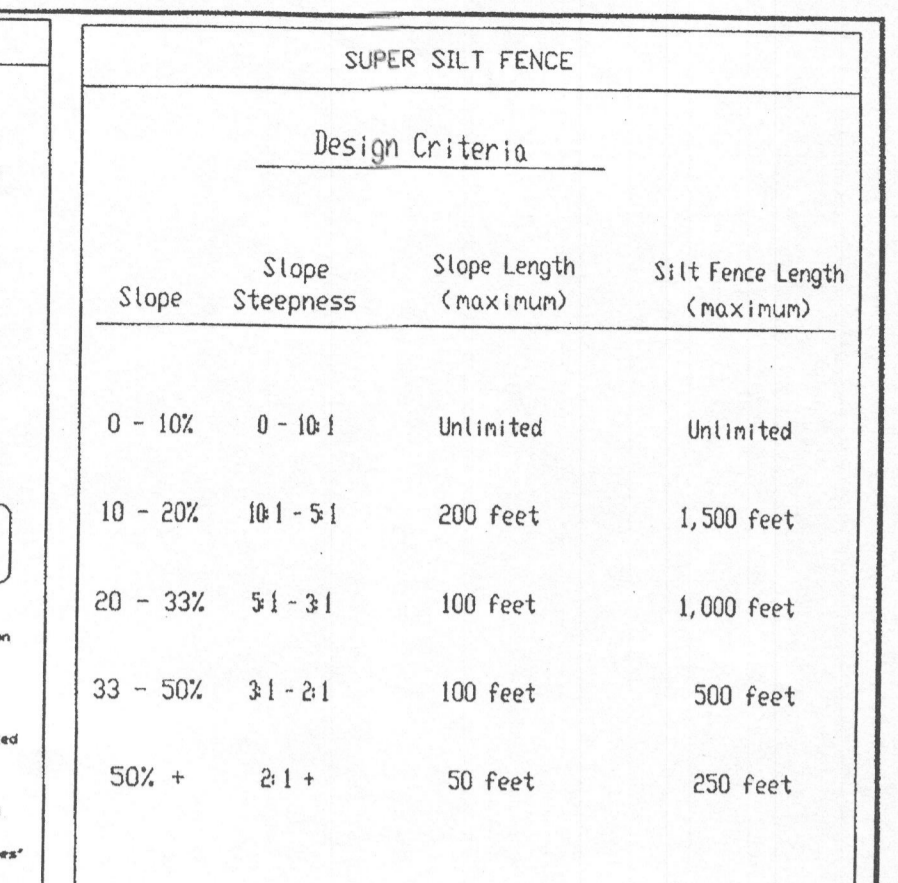 SUPER SILT FENCE
Design Criteria
Slope Slope Steepness Slope Length (maximum) Silt Fence Length (maximum)
0 - 10% 0 - 10:1 Unlimited Unlimited
10 - 20% 10:1 - 5:1 200 feet 1,500 feet
20 - 33% 5:1 - 3:1 100 feet 1,000 feet
33 - 50% 3:1 - 2:1 100 feet 500 feet
50% + 2:1 + 50 feet 250 feet